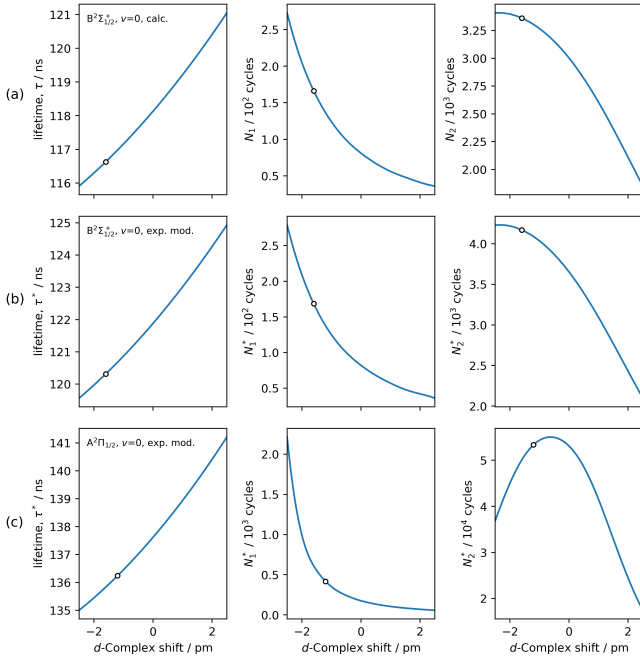 (a)
lifetime, τ / ns
121
120
119
118
117
116
B²Σ⁺₁/₂, v=0, calc.
N₁ / 10² cycles
2.5
2.0
1.5
1.0
0.5
N₂ / 10³ cycles
3.25
3.00
2.75
2.50
2.25
2.00
(b)
lifetime, τ* / ns
125
124
123
122
121
120
B²Σ⁺₁/₂, v=0, exp. mod.
N₁* / 10² cycles
2.5
2.0
1.5
1.0
0.5
N₂* / 10³ cycles
4.0
3.5
3.0
2.5
2.0
(c)
lifetime, τ* / ns
141
140
139
138
137
136
135
A²Π₁/₂, v=0, exp. mod.
−2 0 2
d-Complex shift / pm
N₁* / 10³ cycles
2.0
1.5
1.0
0.5
0.0
−2 0 2
d-Complex shift / pm
N₂* / 10⁴ cycles
5
4
3
2
−2 0 2
d-Complex shift / pm